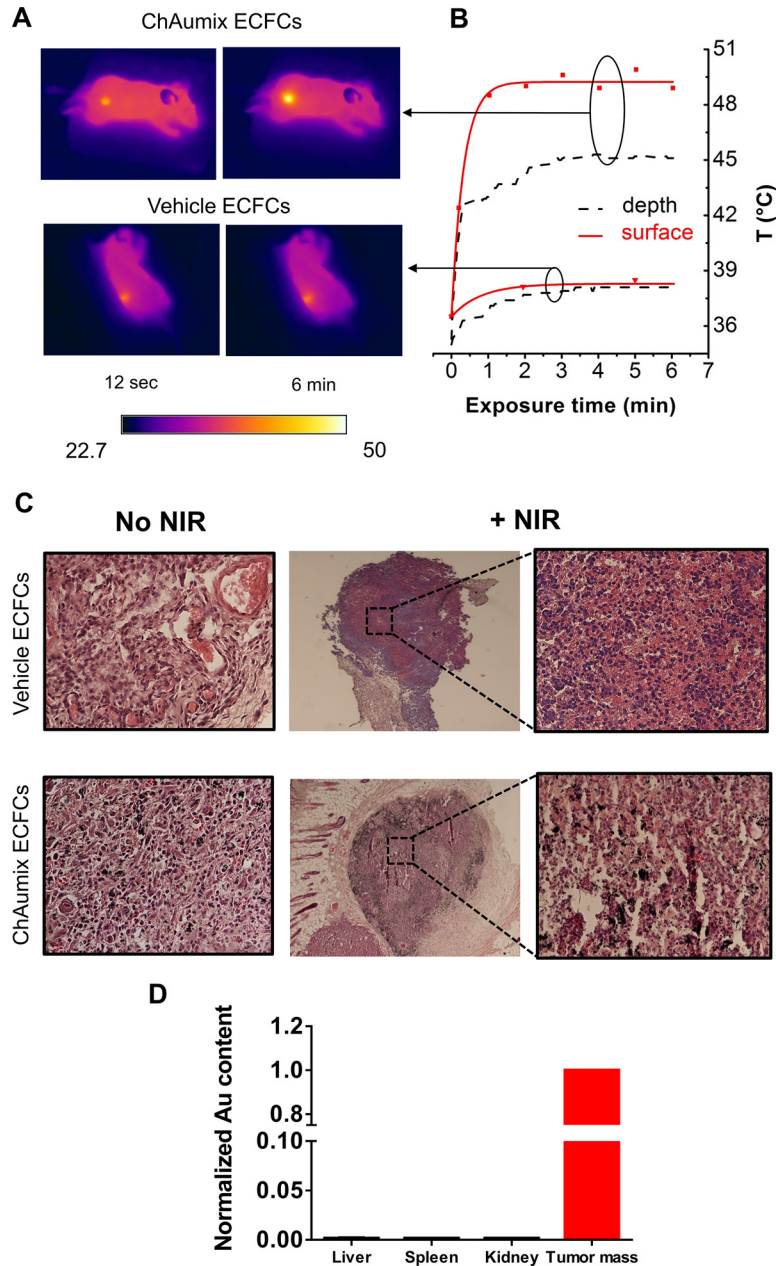 A
ChAumix ECFCs
Vehicle ECFCs
12 sec
6 min
22.7
50
B
51
48
45
42
39
36
T (°C)
depth
surface
0 1 2 3 4 5 6 7
Exposure time (min)
C
No NIR
+ NIR
Vehicle ECFCs
ChAumix ECFCs
D
Normalized Au content
1.2
1.0
0.8
0.10
0.05
0.00
Liver Spleen Kidney Tumor mass